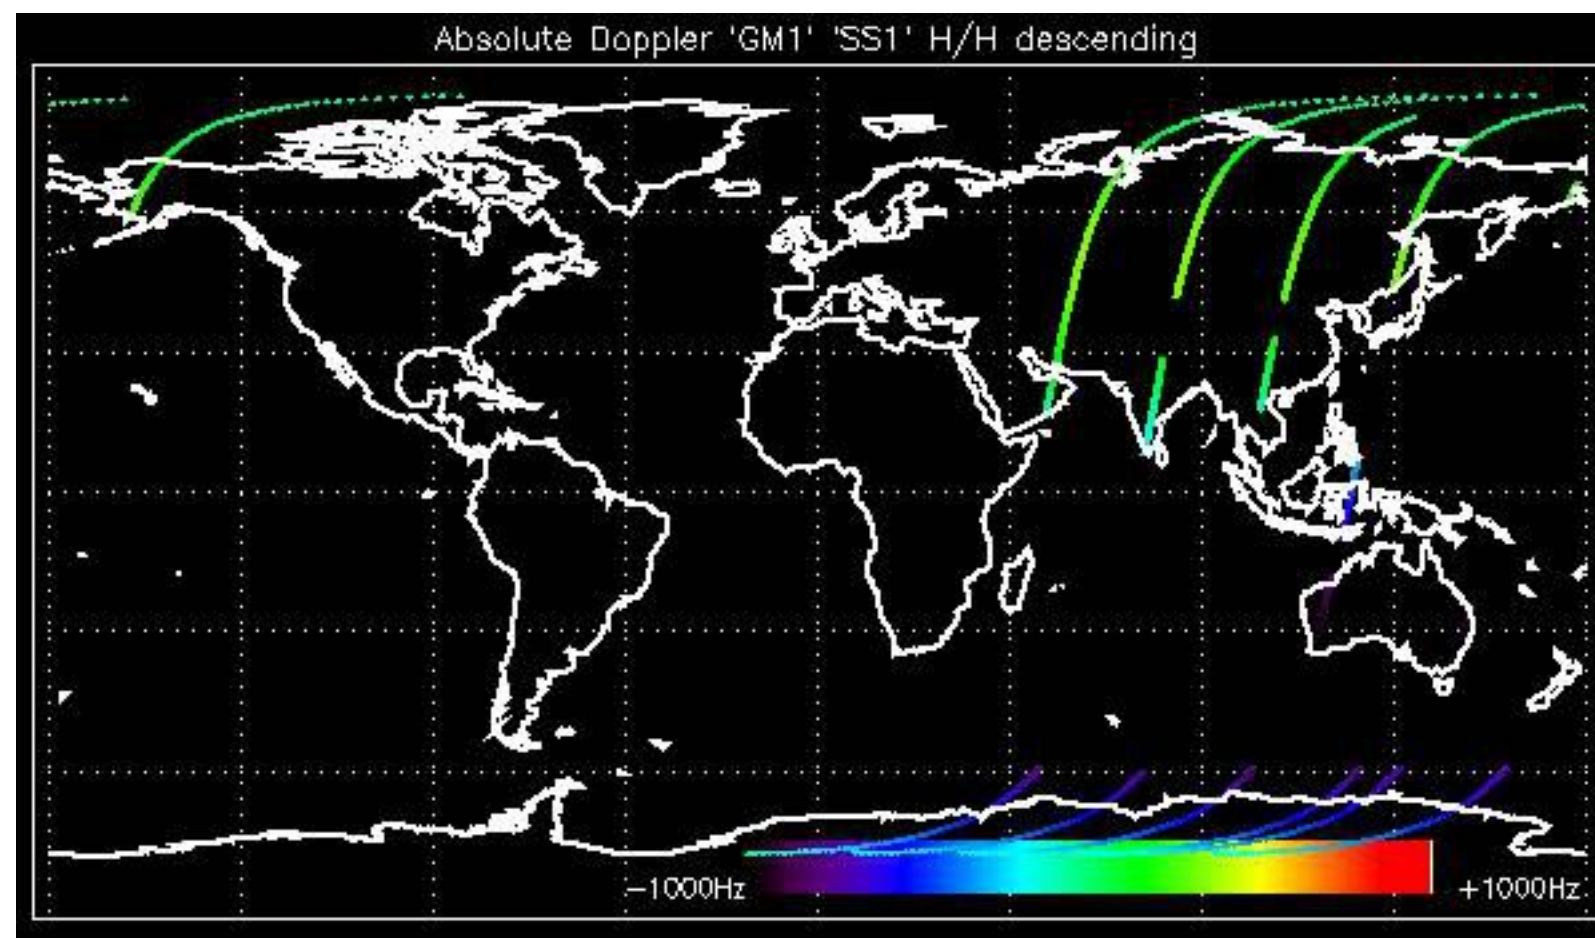 Absolute Doppler 'GM1' 'SS1' H/H descending
-1000Hz
+1000Hz